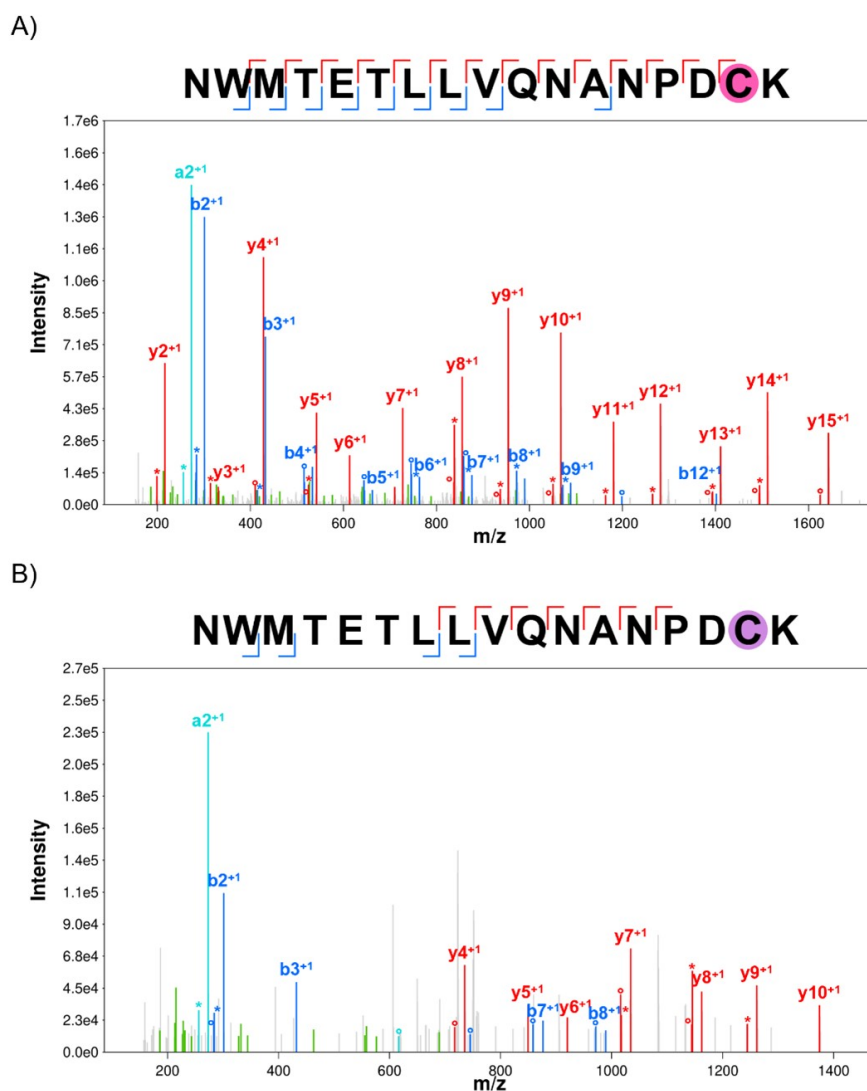 A)
NWMTETLLVQNANPDCK
1.7e6
1.6e6
1.4e6
1.3e6
1.1e6
1.0e6
8.5e5
7.1e5
5.7e5
4.3e5
2.8e5
1.4e5
0.0e0
Intensity
a2+1
b2+1
y4+1
b3+1
y2+1
y3+1
b4+1
y5+1
y6+1
b5+1
y7+1
b6+1
y8+1
b7+1
y9+1
b8+1
y10+1
b9+1
y11+1
y12+1
b12+1
y13+1
y14+1
y15+1
* * * * ° ° * * ° ° ° * ° * ° * ° * ° * ° * * ° * ° * ° * °
200 400 600 800 1000 1200 1400 1600
m/z
B)
NWMTETLLVQNANPDCK
2.7e5
2.5e5
2.3e5
2.0e5
1.8e5
1.6e5
1.4e5
1.1e5
9.0e4
6.8e4
4.5e4
2.3e4
0.0e0
Intensity
a2+1
b2+1
b3+1
y4+1
y5+1
b7+1
y6+1
b8+1
y7+1
y8+1
y9+1
y10+1
* ° * ° ° ° ° ° ° * ° * *
200 400 600 800 1000 1200 1400
m/z